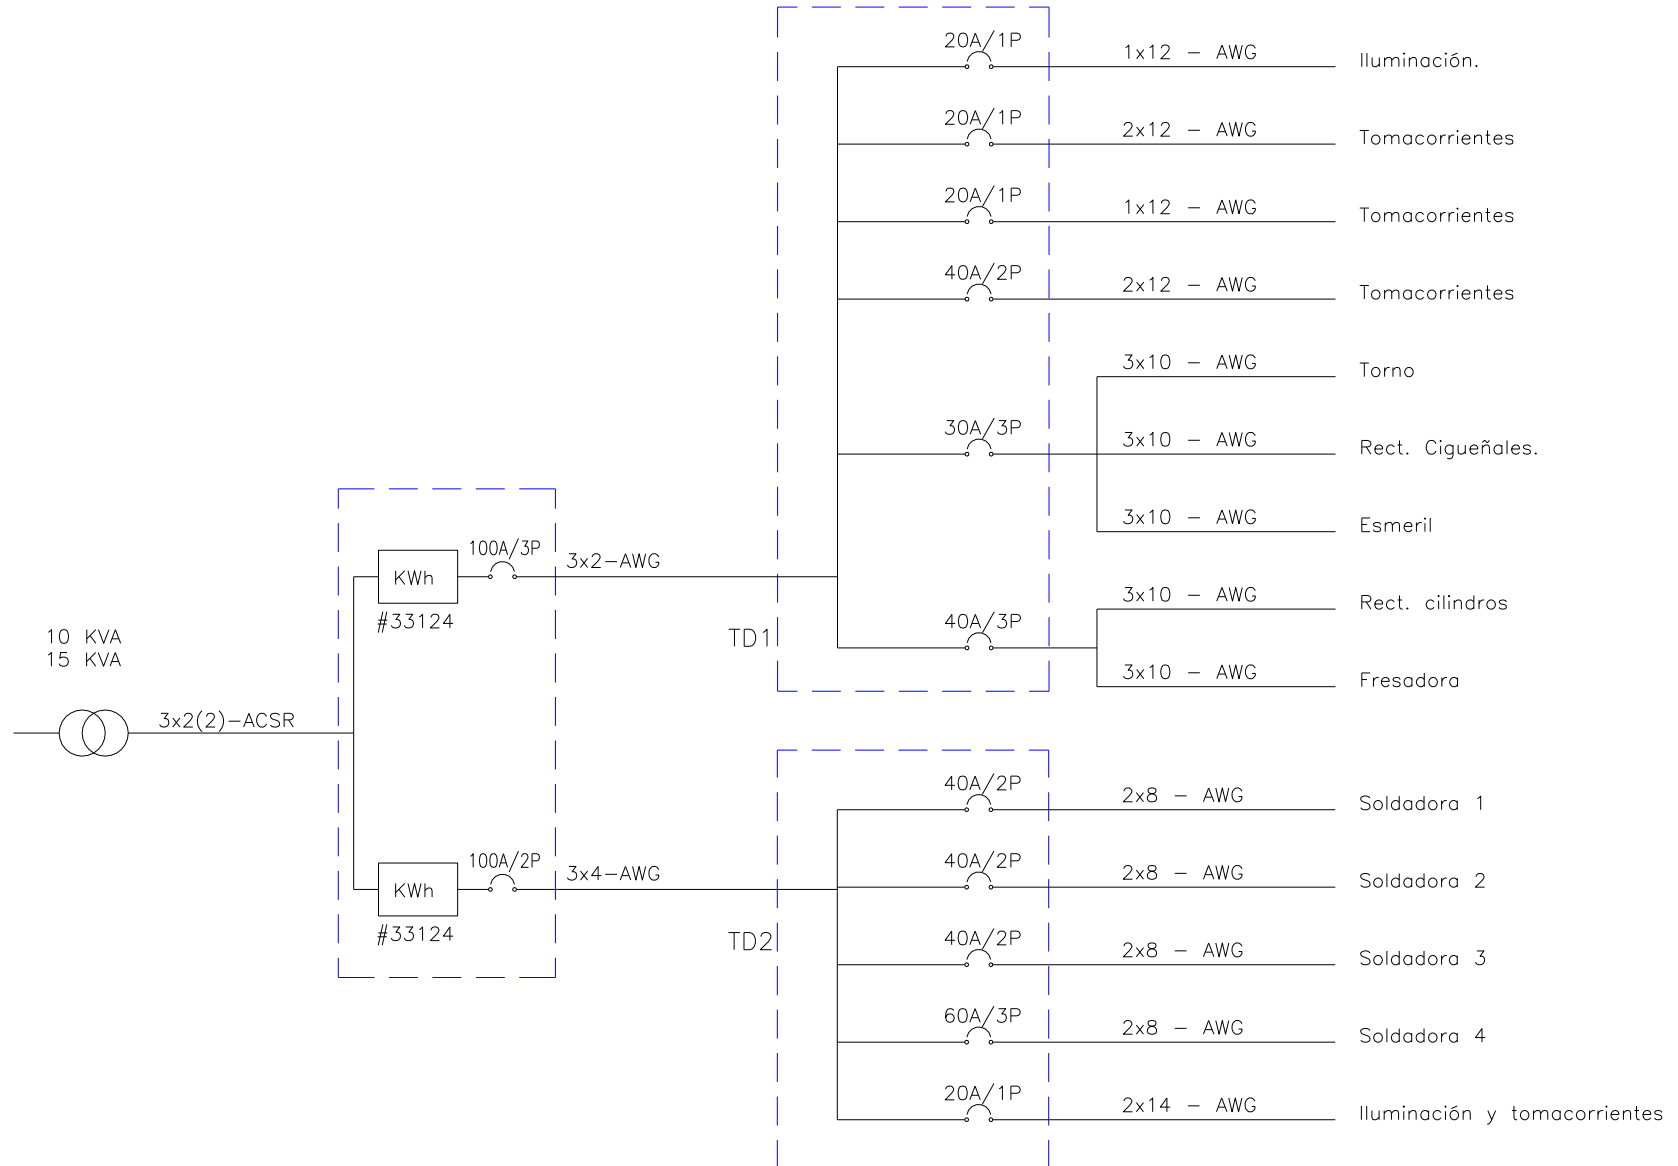 20A/1P
1x12 - AWG
Iluminación.
20A/1P
2x12 - AWG
Tomacorrientes
20A/1P
1x12 - AWG
Tomacorrientes
40A/2P
2x12 - AWG
Tomacorrientes
3x10 - AWG
Torno
30A/3P
3x10 - AWG
Rect. Cigueñales.
3x10 - AWG
Esmeril
40A/3P
3x10 - AWG
Rect. cilindros
3x10 - AWG
Fresadora
TD1
KWh
#33124
100A/3P
3x2-AWG
10 KVA
15 KVA
3x2(2)-ACSR
KWh
#33124
100A/2P
3x4-AWG
TD2
40A/2P
2x8 - AWG
Soldadora 1
40A/2P
2x8 - AWG
Soldadora 2
40A/2P
2x8 - AWG
Soldadora 3
60A/3P
2x8 - AWG
Soldadora 4
20A/1P
2x14 - AWG
Iluminación y tomacorrientes